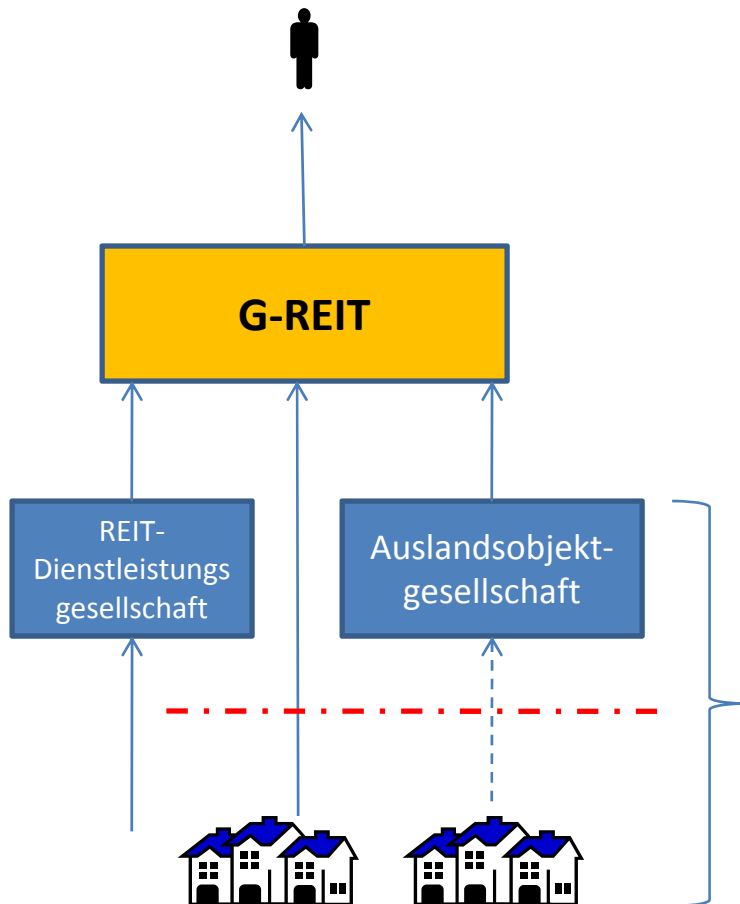 G-REIT
REIT-
Dienstleistungs
gesellschaft
Auslandsobjekt-
gesellschaft